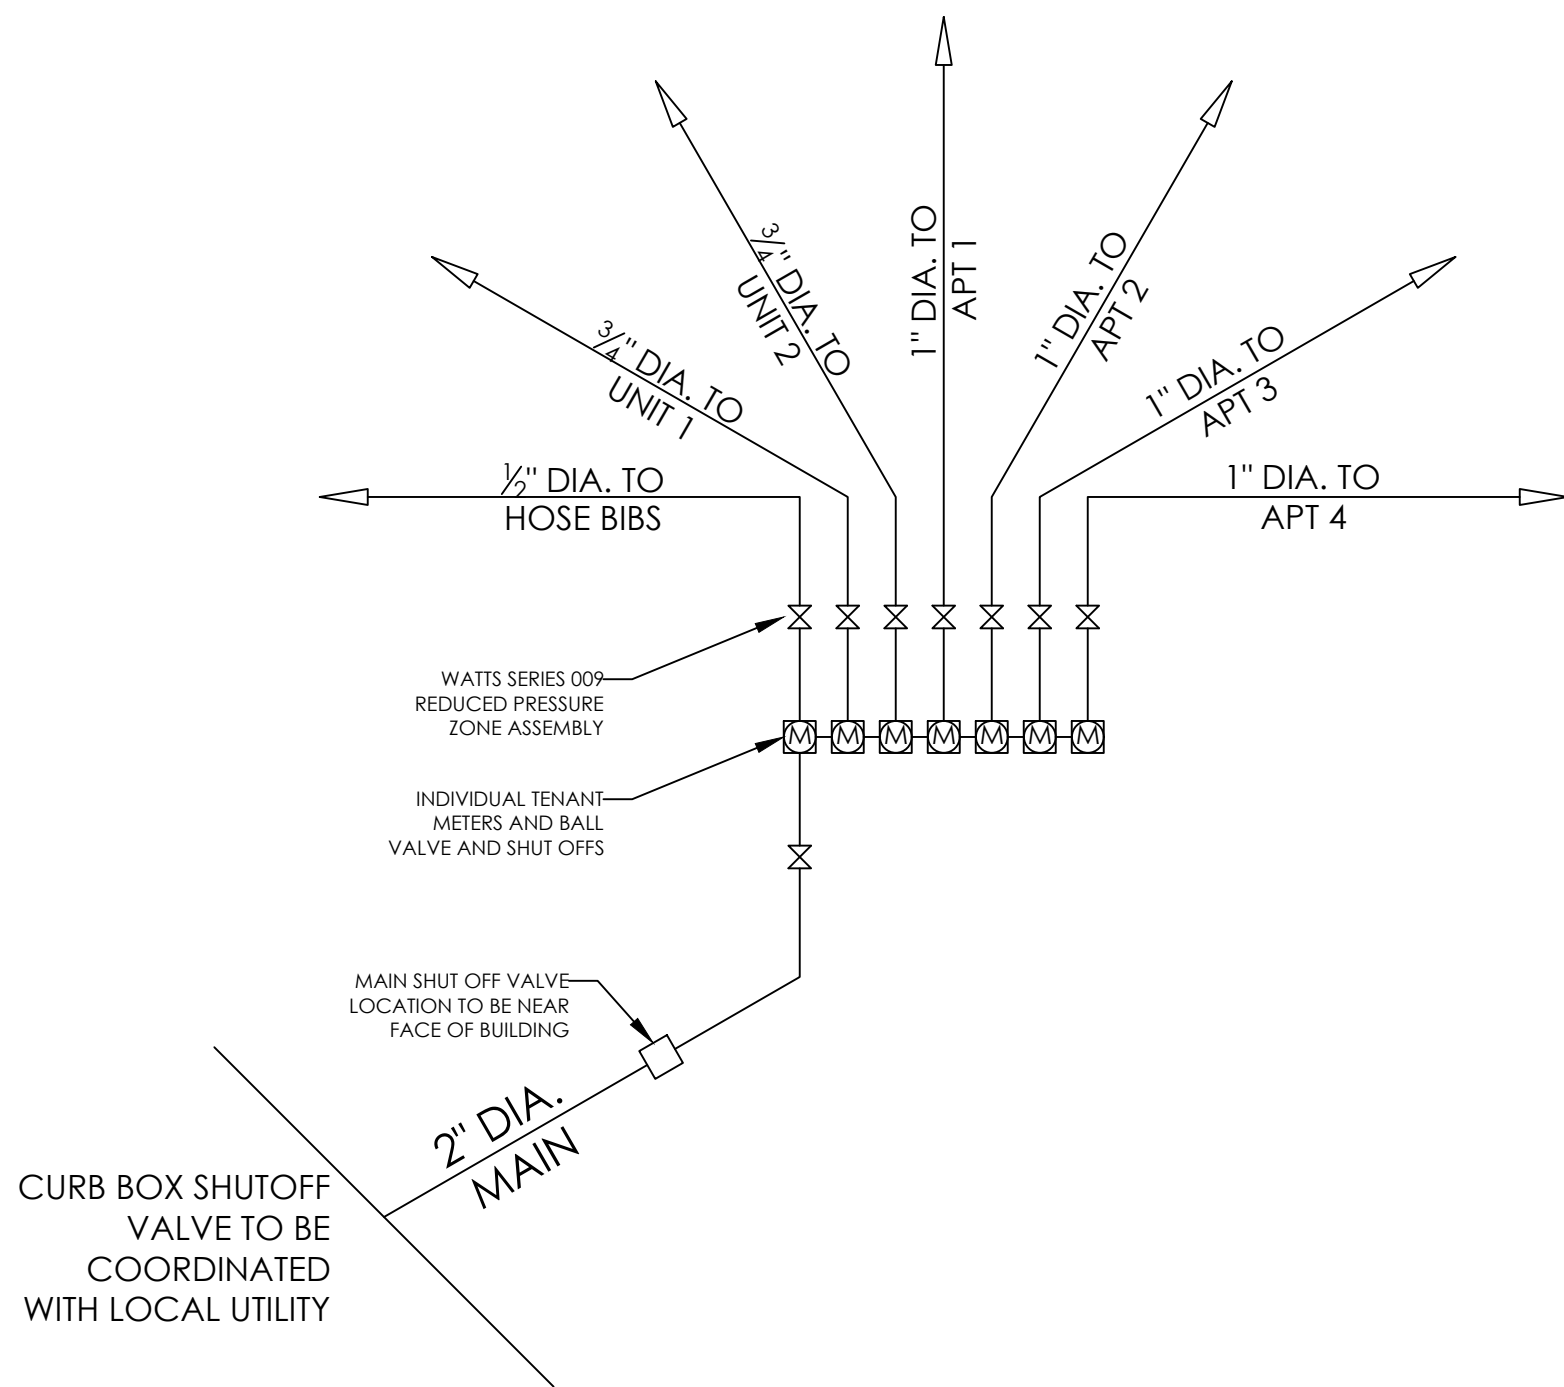 1" DIA. TO
APT 1
¾" DIA. TO
UNIT 2
1" DIA. TO
APT 2
¾" DIA. TO
UNIT 1
1" DIA. TO
APT 3
½" DIA. TO
HOSE BIBS
1" DIA. TO
APT 4
WATTS SERIES 009
REDUCED PRESSURE
ZONE ASSEMBLY
M M M M M M M
INDIVIDUAL TENANT
METERS AND BALL
VALVE AND SHUT OFFS
MAIN SHUT OFF VALVE
LOCATION TO BE NEAR
FACE OF BUILDING
2" DIA.
MAIN
CURB BOX SHUTOFF
VALVE TO BE
COORDINATED
WITH LOCAL UTILITY